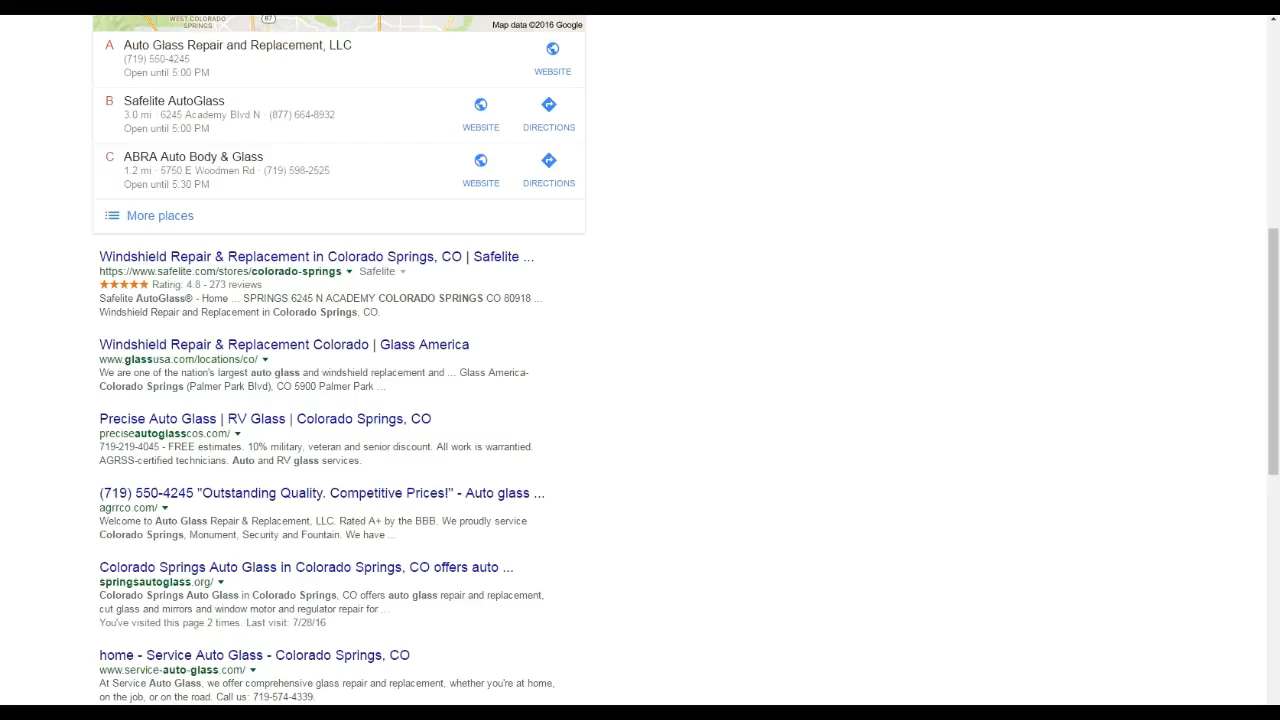 WEST COLORADO
SPRINGS
87
Map data ©2016 Google
A Auto Glass Repair and Replacement, LLC
(719) 550-4245
Open until 5:00 PM
WEBSITE
B Safelite AutoGlass
3.0 mi · 6245 Academy Blvd N · (877) 664-8932
Open until 5:00 PM
WEBSITE DIRECTIONS
C ABRA Auto Body & Glass
1.2 mi · 5750 E Woodmen Rd · (719) 598-2525
Open until 5:30 PM
WEBSITE DIRECTIONS
More places
Windshield Repair & Replacement in Colorado Springs, CO | Safelite ...
https://www.safelite.com/stores/colorado-springs Safelite
Rating: 4.8 - 273 reviews
Safelite AutoGlass® - Home ... SPRINGS 6245 N ACADEMY COLORADO SPRINGS CO 80918 ...
Windshield Repair and Replacement in Colorado Springs, CO.
Windshield Repair & Replacement Colorado | Glass America
www.glassusa.com/locations/co/
We are one of the nation's largest auto glass and windshield replacement and ... Glass America-
Colorado Springs (Palmer Park Blvd), CO 5900 Palmer Park ...
Precise Auto Glass | RV Glass | Colorado Springs, CO
preciseautoglasscos.com/
719-219-4045 - FREE estimates. 10% military, veteran and senior discount. All work is warrantied.
AGRSS-certified technicians. Auto and RV glass services.
(719) 550-4245 "Outstanding Quality. Competitive Prices!" - Auto glass ...
agrrco.com/
Welcome to Auto Glass Repair & Replacement, LLC. Rated A+ by the BBB. We proudly service
Colorado Springs, Monument, Security and Fountain. We have ...
Colorado Springs Auto Glass in Colorado Springs, CO offers auto ...
springsautoglass.org/
Colorado Springs Auto Glass in Colorado Springs, CO offers auto glass repair and replacement,
cut glass and mirrors and window motor and regulator repair for ...
You've visited this page 2 times. Last visit: 7/28/16
home - Service Auto Glass - Colorado Springs, CO
www.service-auto-glass.com/
At Service Auto Glass, we offer comprehensive glass repair and replacement, whether you're at home,
on the job, or on the road. Call us: 719-574-4339.